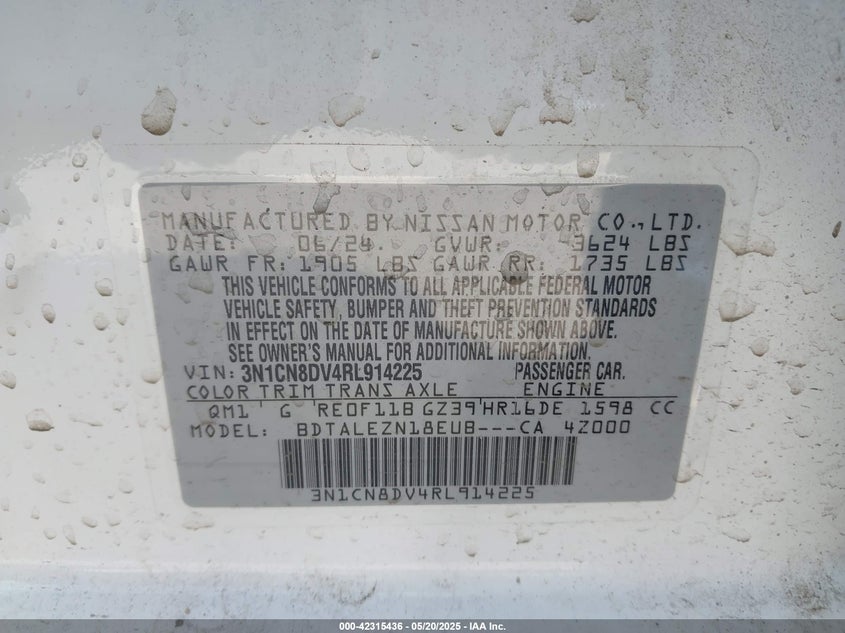 MANUFACTURED BY NISSAN MOTOR CO., LTD.
DATE: 06/24 GVWR: 3624 LBS
GAWR FR: 1905 LBS GAWR RR: 1735 LBS
THIS VEHICLE CONFORMS TO ALL APPLICABLE FEDERAL MOTOR
VEHICLE SAFETY, BUMPER AND THEFT PREVENTION STANDARDS
IN EFFECT ON THE DATE OF MANUFACTURE SHOWN ABOVE.
SEE OWNER'S MANUAL FOR ADDITIONAL INFORMATION
VIN: 3N1CN8DV4RL914225 PASSENGER CAR.
COLOR TRIM TRANS AXLE ENGINE
QM1 G RE0F11B GZ39 HR16DE 1598 CC
MODEL: BDTALEZN18EUB---CA 4Z000
3N1CN8DV4RL914225
000-42315436 - 05/20/2025 - IAA Inc.